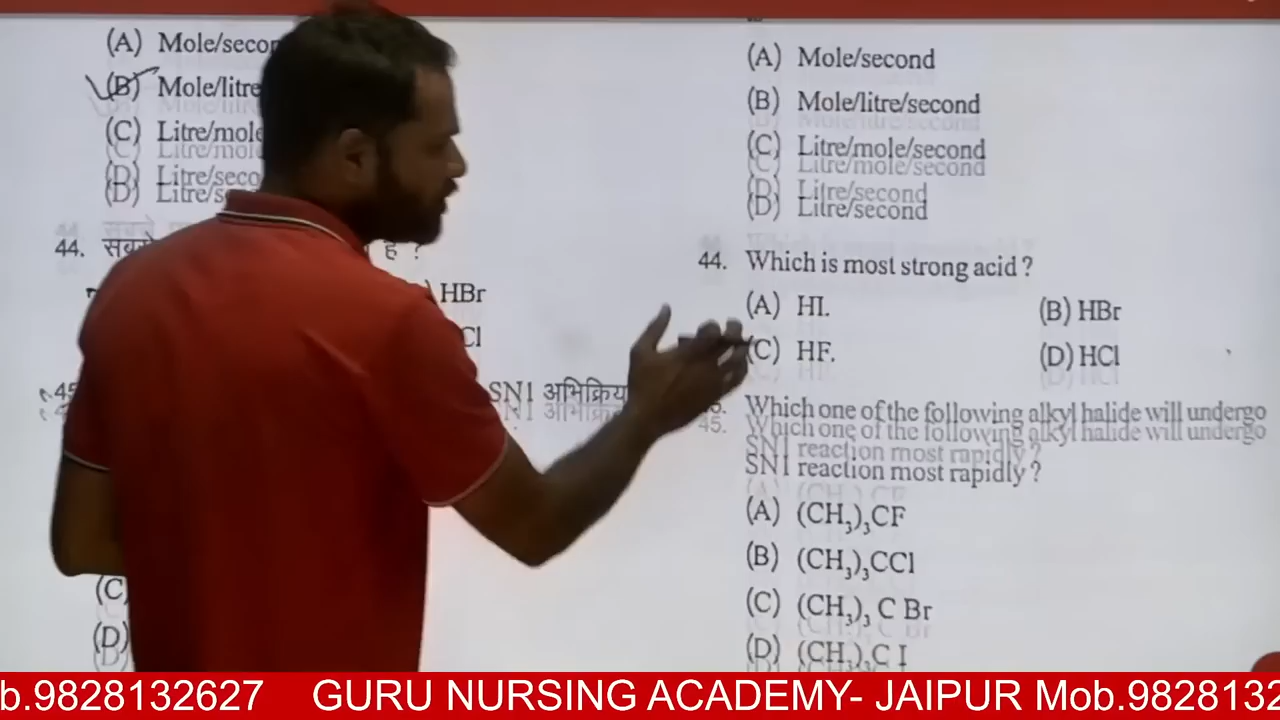 (A) Mole/secon
(B) Mole/litre
(C) Litre/mole
(D) Litre/seco
44. सबसे है ?
HBr
Cl
45 SN1 अभिक्रिया
(C)
(D)
(A) Mole/second
(B) Mole/litre/second
(C) Litre/mole/second
(D) Litre/second
44. Which is most strong acid ?
(A) HI. (B) HBr
(C) HF. (D) HCl
45. Which one of the following alkyl halide will undergo
SN1 reaction most rapidly ?
(A) (CH₃)₃CF
(B) (CH₃)₃CCl
(C) (CH₃)₃ C Br
(D) (CH₃)₃C I
b.9828132627 GURU NURSING ACADEMY- JAIPUR Mob.9828132